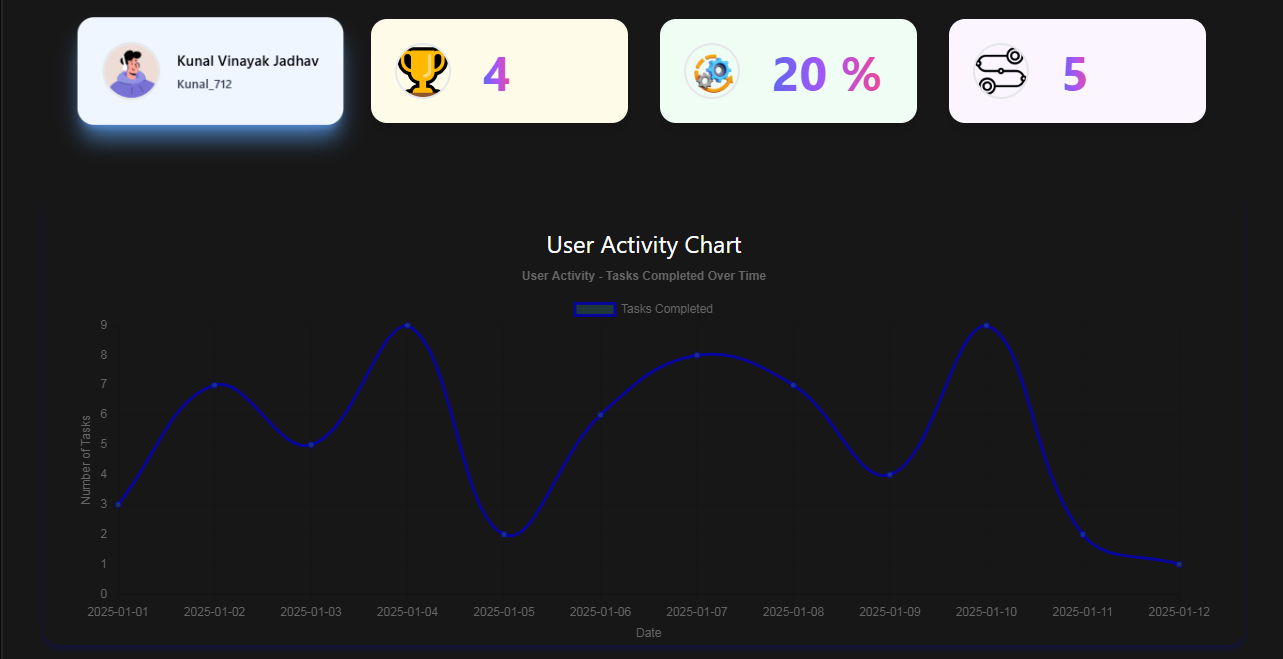 Kunal Vinayak Jadhav
Kunal_712
4
20 %
5
User Activity Chart
User Activity - Tasks Completed Over Time
Tasks Completed
Number of Tasks
9
8
7
6
5
4
3
2
1
0
2025-01-01 2025-01-02 2025-01-03 2025-01-04 2025-01-05 2025-01-06 2025-01-07 2025-01-08 2025-01-09 2025-01-10 2025-01-11 2025-01-12
Date